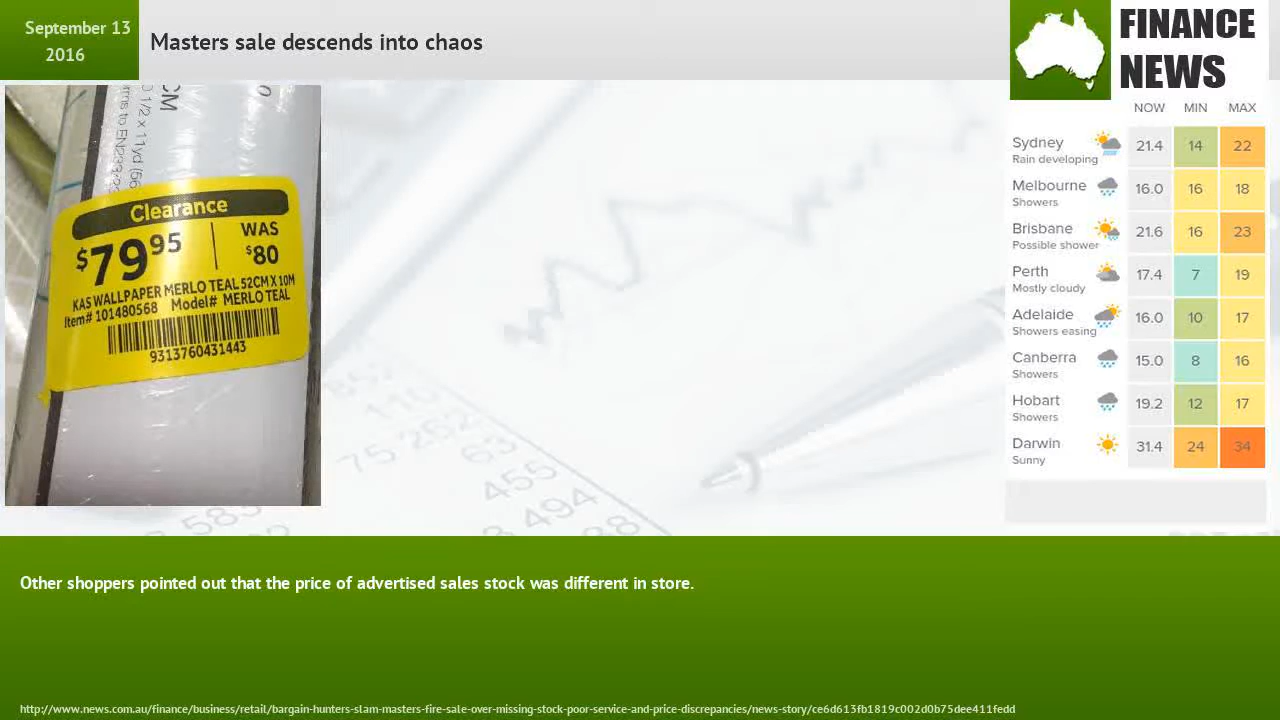 September 13
2016
Masters sale descends into chaos
FINANCE
NEWS
NOW MIN MAX
Sydney 21.4 14 22
Rain developing
Melbourne 16.0 16 18
Showers
Brisbane 21.6 16 23
Possible shower
Perth 17.4 7 19
Mostly cloudy
Adelaide 16.0 10 17
Showers easing
Canberra 15.0 8 16
Showers
Hobart 19.2 12 17
Showers
Darwin 31.4 24 34
Sunny
Clearance
$79 95 WAS
$80
KAS WALLPAPER MERLO TEAL 52CM X 10M
Item# 101480568 Model# MERLO TEAL
9313760431443
75 262
63
455
494
583
Other shoppers pointed out that the price of advertised sales stock was different in store.
http://www.news.com.au/finance/business/retail/bargain-hunters-slam-masters-fire-sale-over-missing-stock-poor-service-and-price-discrepancies/news-story/ce6d613fb1819c002d0b75dee411fedd